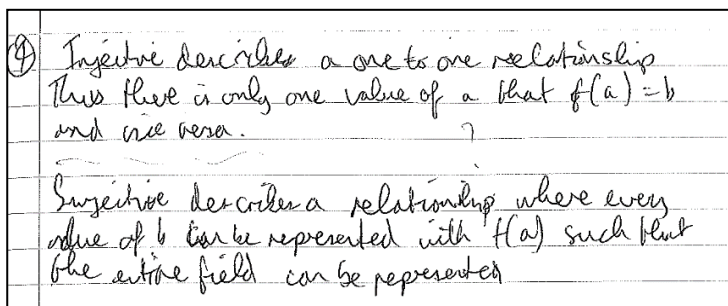 ④ Injective describes a one to one relationship
Thus there is only one value of a that f(a) = b
and vice versa.
?
Surjective describes a relationship where every
value of b can be represented with f(a) such that
the entire field can be represented